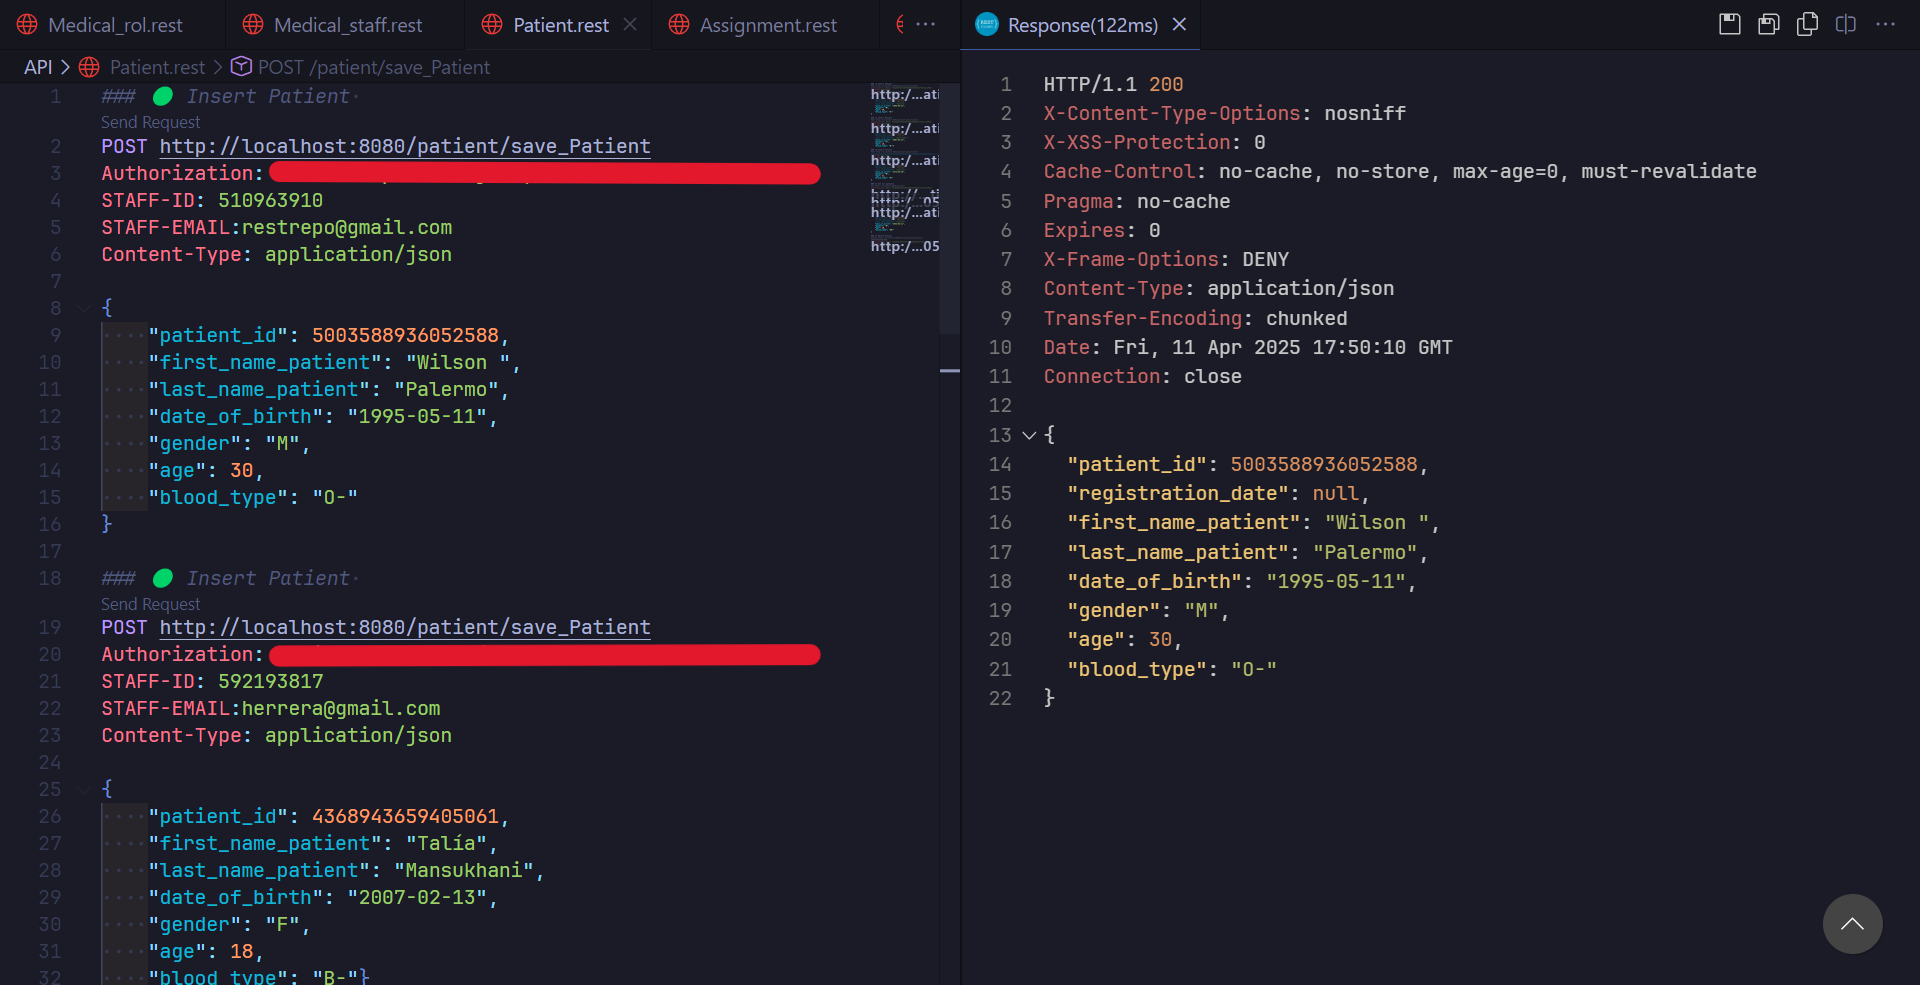 Medical_rol.rest
Medical_staff.rest
Patient.rest
Assignment.rest
Response(122ms)
API > Patient.rest > POST /patient/save_Patient
1 ### Insert Patient
Send Request
2 POST http://localhost:8080/patient/save_Patient
3 Authorization:
4 STAFF-ID: 510963910
5 STAFF-EMAIL:restrepo@gmail.com
6 Content-Type: application/json
7
8 {
9 "patient_id": 5003588936052588,
10 "first_name_patient": "Wilson ",
11 "last_name_patient": "Palermo",
12 "date_of_birth": "1995-05-11",
13 "gender": "M",
14 "age": 30,
15 "blood_type": "O-"
16 }
17
18 ### Insert Patient
Send Request
19 POST http://localhost:8080/patient/save_Patient
20 Authorization:
21 STAFF-ID: 592193817
22 STAFF-EMAIL:herrera@gmail.com
23 Content-Type: application/json
24
25 {
26 "patient_id": 4368943659405061,
27 "first_name_patient": "Talía",
28 "last_name_patient": "Mansukhani",
29 "date_of_birth": "2007-02-13",
30 "gender": "F",
31 "age": 18,
32 "blood_type": "B-"}
http:/...ati
http:/...ati
http:/...ati
http:/...ati
http:/...05
1 HTTP/1.1 200
2 X-Content-Type-Options: nosniff
3 X-XSS-Protection: 0
4 Cache-Control: no-cache, no-store, max-age=0, must-revalidate
5 Pragma: no-cache
6 Expires: 0
7 X-Frame-Options: DENY
8 Content-Type: application/json
9 Transfer-Encoding: chunked
10 Date: Fri, 11 Apr 2025 17:50:10 GMT
11 Connection: close
12
13 {
14 "patient_id": 5003588936052588,
15 "registration_date": null,
16 "first_name_patient": "Wilson ",
17 "last_name_patient": "Palermo",
18 "date_of_birth": "1995-05-11",
19 "gender": "M",
20 "age": 30,
21 "blood_type": "O-"
22 }